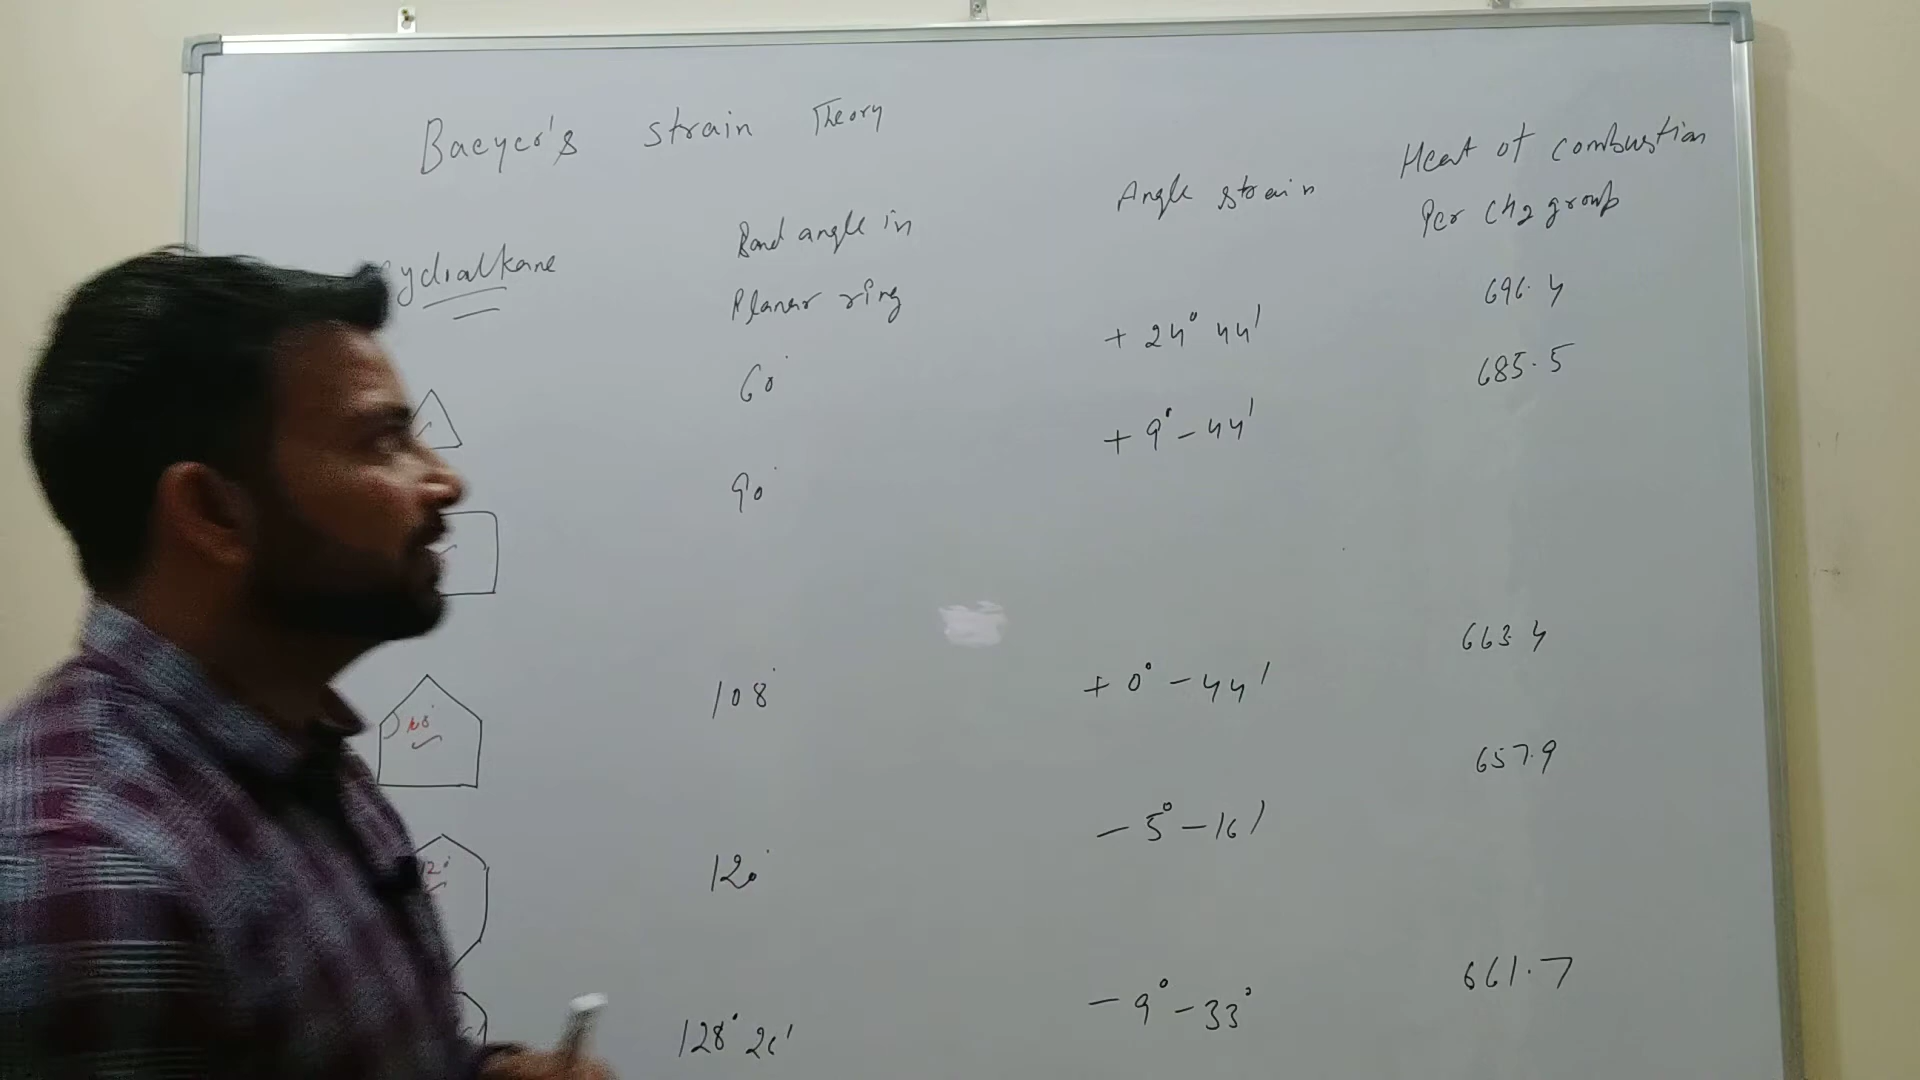 Baeyer's strain Theory
Cycloalkane
Bond angle in
Planar ring
Angle strain
Heat of combustion
Per CH2 group
60°
+ 24° 44'
696.4
90°
+ 9° - 44'
685.5
108°
108°
+ 0° - 44'
663.4
120°
120°
- 5° - 16'
657.9
128°
- 9° - 33°
661.7